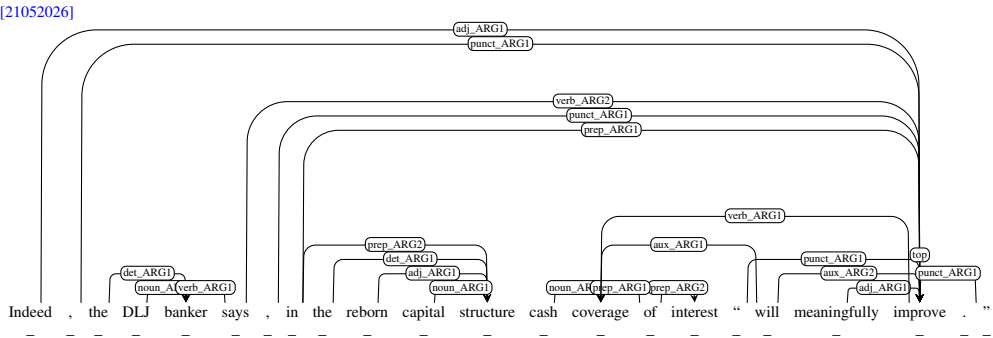 [21052026]
adj_ARG1
punct_ARG1
verb_ARG2
punct_ARG1
prep_ARG1
verb_ARG1
prep_ARG2 aux_ARG1
det_ARG1 punct_ARG1 top
det_ARG1 adj_ARG1 aux_ARG2 punct_ARG1
verb_ARG1 noun_ARG1 prep_ARG1 prep_ARG2 adj_ARG1
Indeed , the DLJ banker says , in the reborn capital structure cash coverage of interest “ will meaningfully improve . ”
_ _ _ _ _ _ _ _ _ _ _ _ _ _ _ _ _ _ _ _ _ _